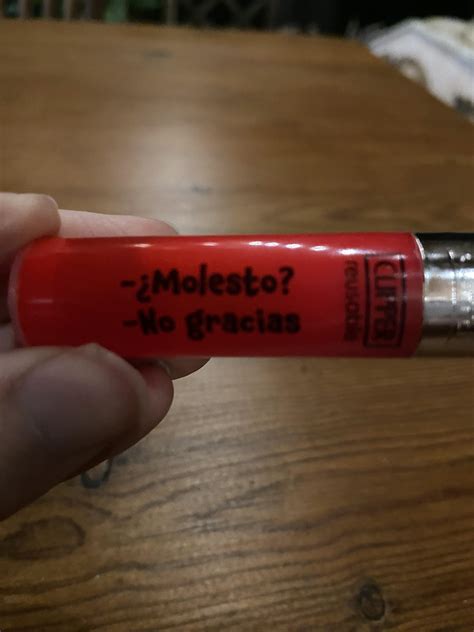 -¿Molesto?
-No gracias
CLIPPER
reusable